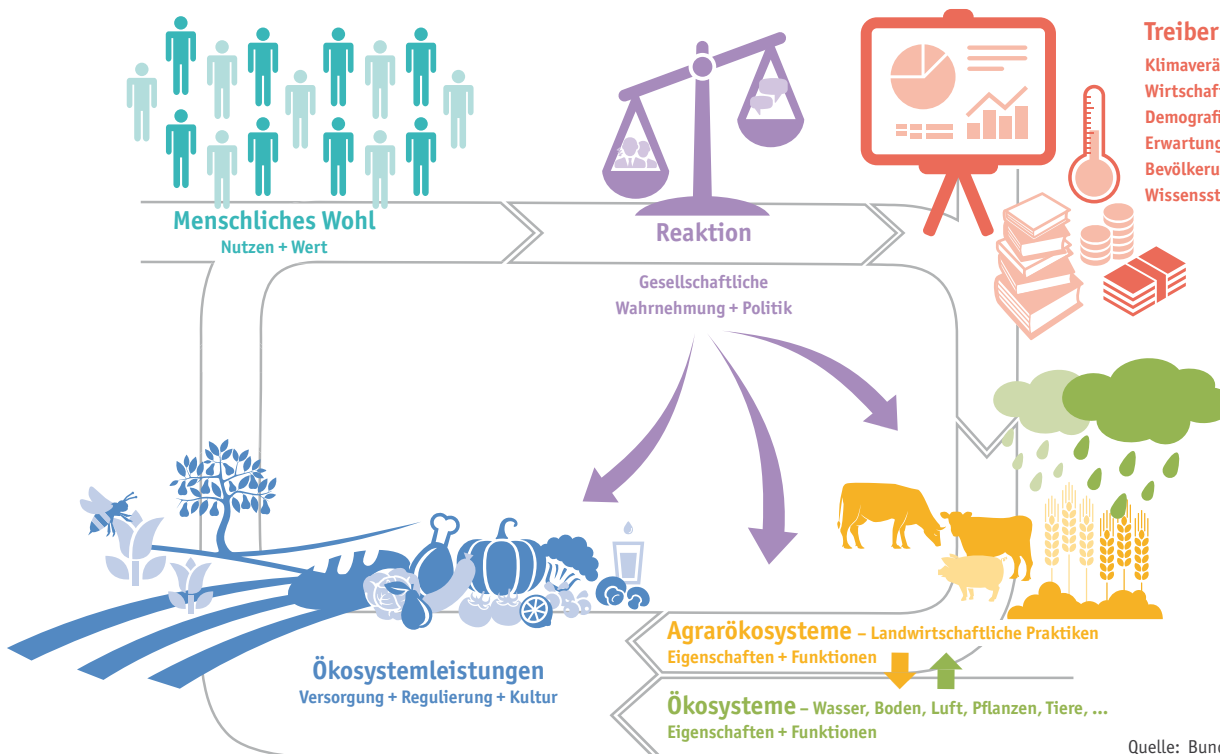 Treiber
Menschliches Wohl
Nutzen + Wert
Reaktion
Gesellschaftliche
Wahrnehmung + Politik
Agrarökosysteme – Landwirtschaftliche Praktiken
Eigenschaften + Funktionen
Ökosystemleistungen
Versorgung + Regulierung + Kultur
Ökosysteme – Wasser, Boden, Luft, Pflanzen, Tiere, ...
Eigenschaften + Funktionen
Quelle: